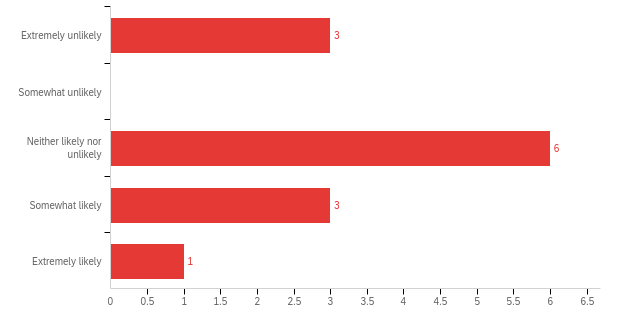 Extremely unlikely
3
Somewhat unlikely
Neither likely nor
unlikely
6
Somewhat likely
3
Extremely likely
1
0 0.5 1 1.5 2 2.5 3 3.5 4 4.5 5 5.5 6 6.5